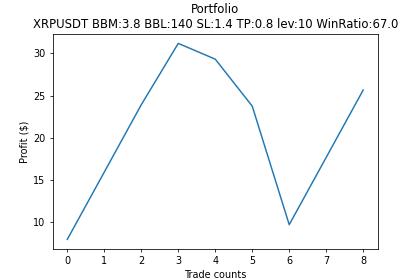 Portfolio
XRPUSDT BBM:3.8 BBL:140 SL:1.4 TP:0.8 lev:10 WinRatio:67.0
30
25
20
15
10
Profit ($)
0 1 2 3 4 5 6 7 8
Trade counts